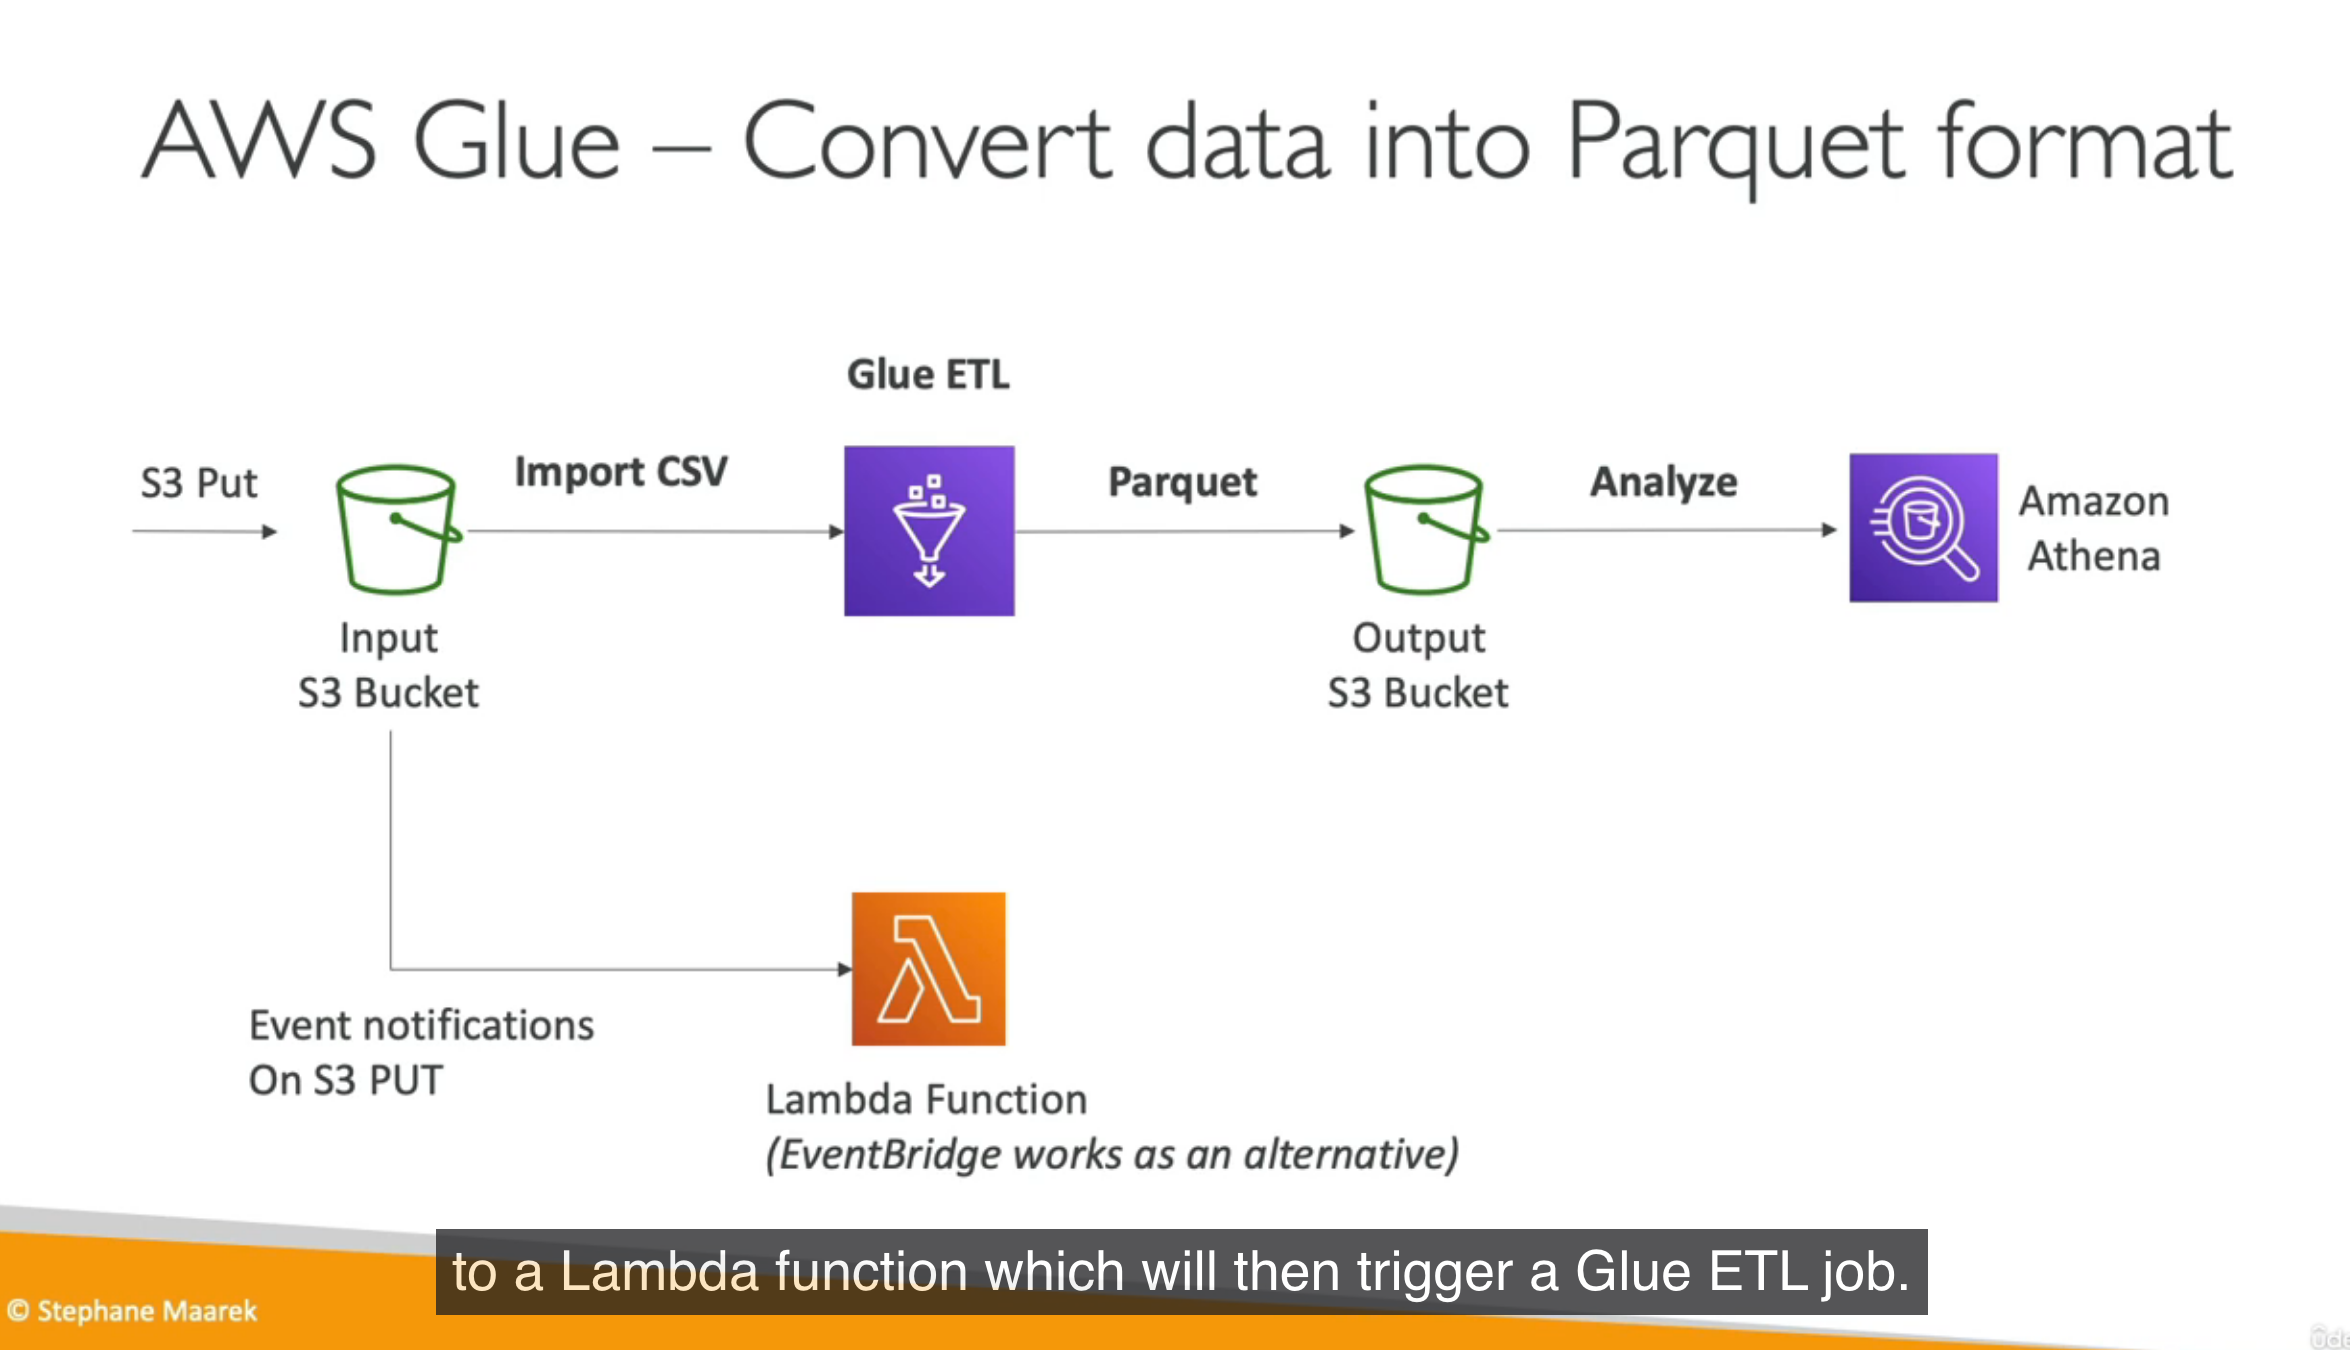 AWS Glue – Convert data into Parquet format
Glue ETL
S3 Put
Import CSV
Parquet
Analyze
Amazon
Athena
Input
S3 Bucket
Output
S3 Bucket
Event notifications
On S3 PUT
Lambda Function
(EventBridge works as an alternative)
to a Lambda function which will then trigger a Glue ETL job.
© Stephane Maarek